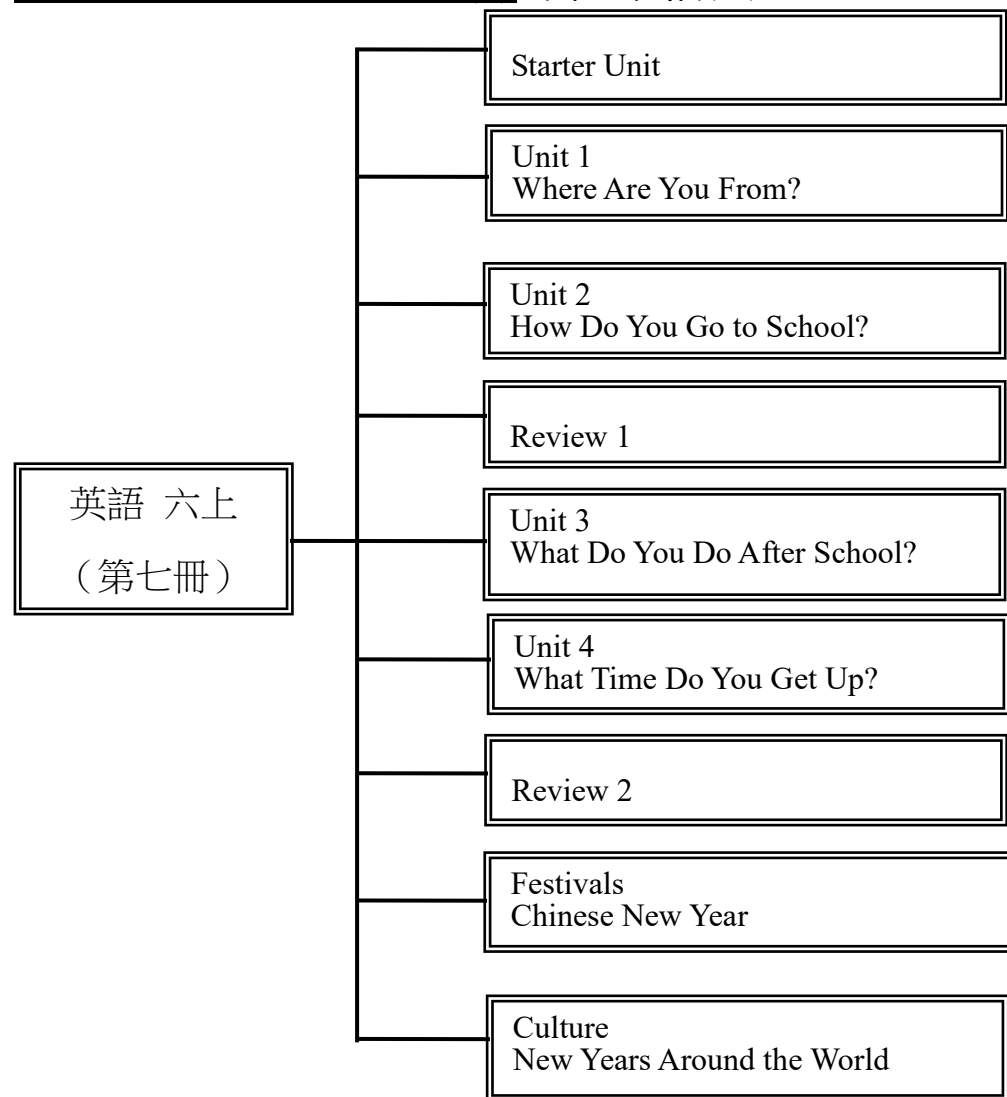 Starter Unit
Unit 1
Where Are You From?
Unit 2
How Do You Go to School?
Review 1
英語 六上
（第七冊）
Unit 3
What Do You Do After School?
Unit 4
What Time Do You Get Up?
Review 2
Festivals
Chinese New Year
Culture
New Years Around the World